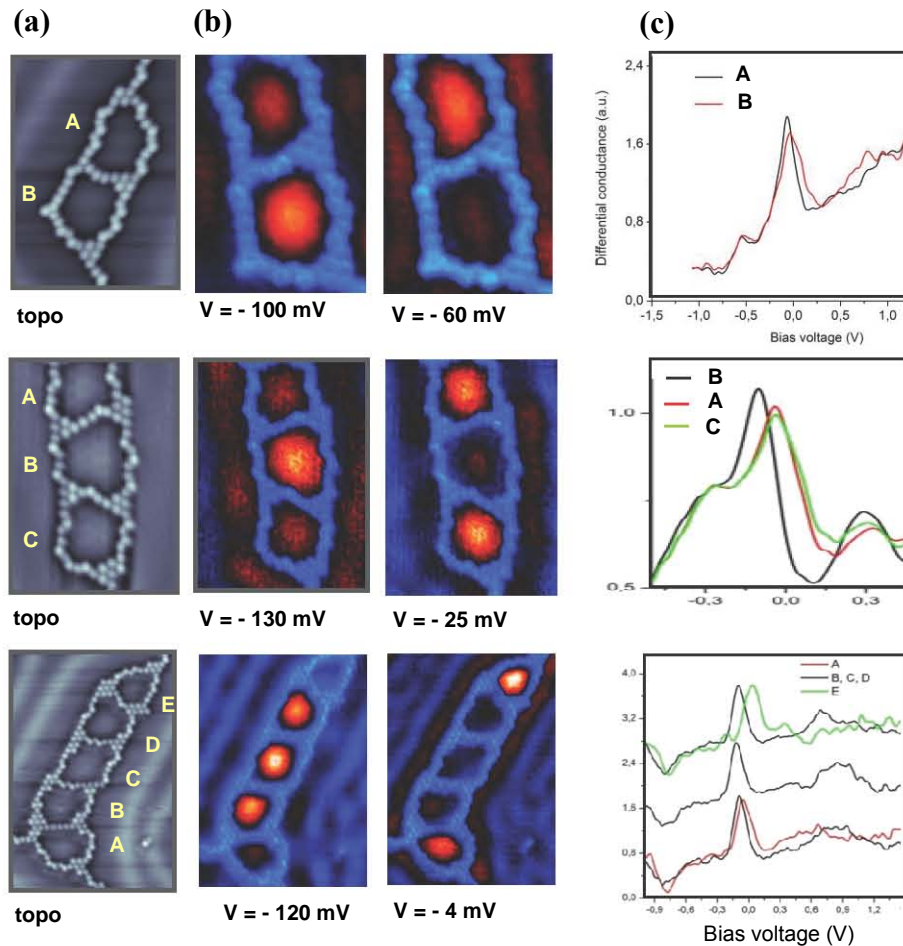 (a)
(b)
(c)
A
B
topo
V = - 100 mV
V = - 60 mV
A
B
Differential conductance (a.u.)
2,4
1,6
0,8
0,0
-1,5
-1,0
-0,5
0,0
0,5
1,0
Bias voltage (V)
A
B
C
topo
V = - 130 mV
V = - 25 mV
B
A
C
1.0
0.5
-0.3
0.0
0.3
E
D
C
B
A
topo
V = - 120 mV
V = - 4 mV
A
B, C, D
E
4,0
3,2
2,4
1,6
0,8
0,0
-0,9
-0,6
-0,3
0,0
0,3
0,6
0,9
1,2
Bias voltage (V)